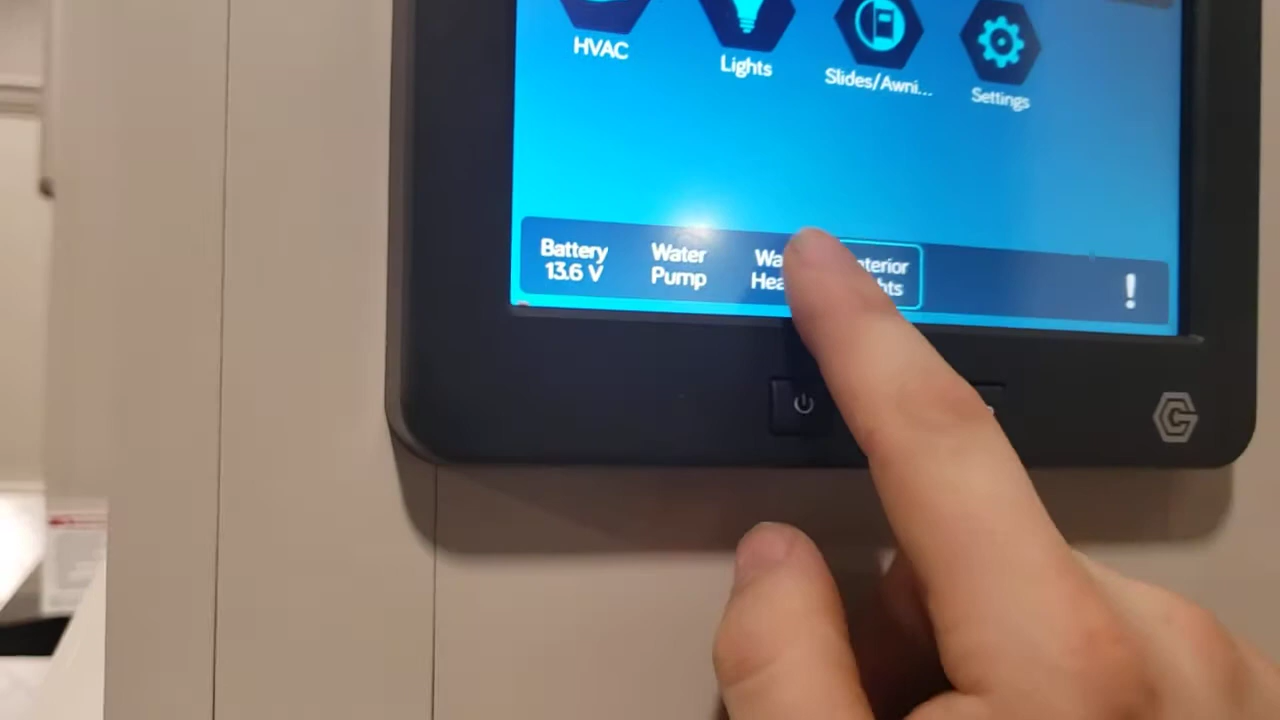 HVAC
Lights
Slides/Awni...
Settings
Battery
13.6 V
Water
Pump
Wa
Hea
terior
hts
!